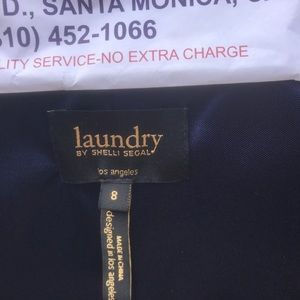 D., SANTA MONICA, C
10) 452-1066
LITY SERVICE-NO EXTRA CHARGE
laundry
BY SHELLI SEGAL
los angeles
8
MADE IN CHINA
designed in los angeles